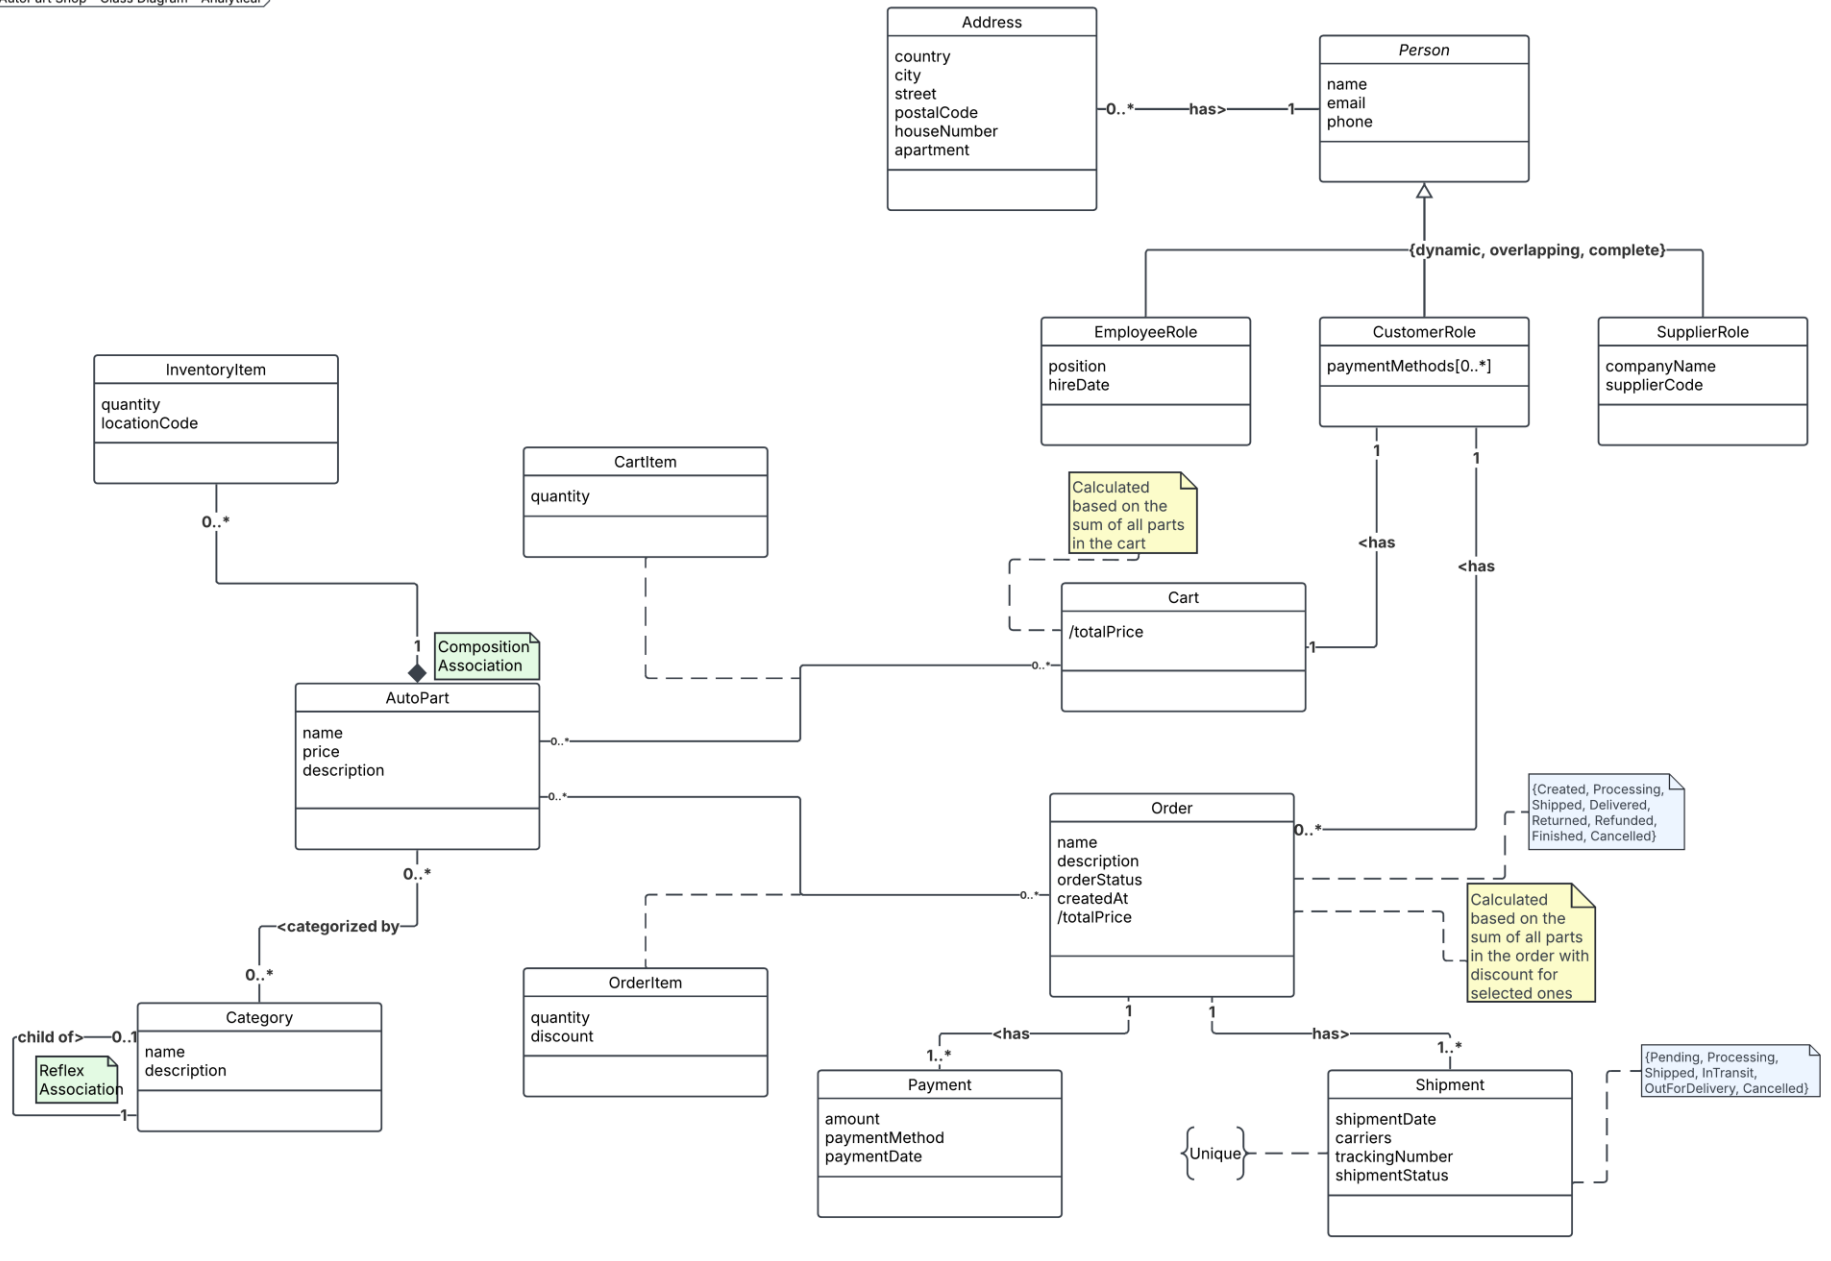 AutoPart Shop - Class Diagram - Analytical
Address
country
city
street
postalCode
houseNumber
apartment
0..*
has>
1
Person
name
email
phone
{dynamic, overlapping, complete}
EmployeeRole
position
hireDate
CustomerRole
paymentMethods[0..*]
SupplierRole
companyName
supplierCode
InventoryItem
quantity
locationCode
0..*
1
Composition
Association
CartItem
quantity
Calculated
based on the
sum of all parts
in the cart
1
<has
1
1
<has
0..*
Cart
/totalPrice
0..*
0..*
AutoPart
name
price
description
0..*
0..*
Order
name
description
orderStatus
createdAt
/totalPrice
{Created, Processing,
Shipped, Delivered,
Returned, Refunded,
Finished, Cancelled}
Calculated
based on the
sum of all parts
in the order with
discount for
selected ones
0..*
<categorized by
0..*
Category
name
description
child of>
0..1
Reflex
Association
1
OrderItem
quantity
discount
1
<has
1..*
1
has>
1..*
Payment
amount
paymentMethod
paymentDate
Shipment
shipmentDate
carriers
trackingNumber
shipmentStatus
{Unique}
{Pending, Processing,
Shipped, InTransit,
OutForDelivery, Cancelled}